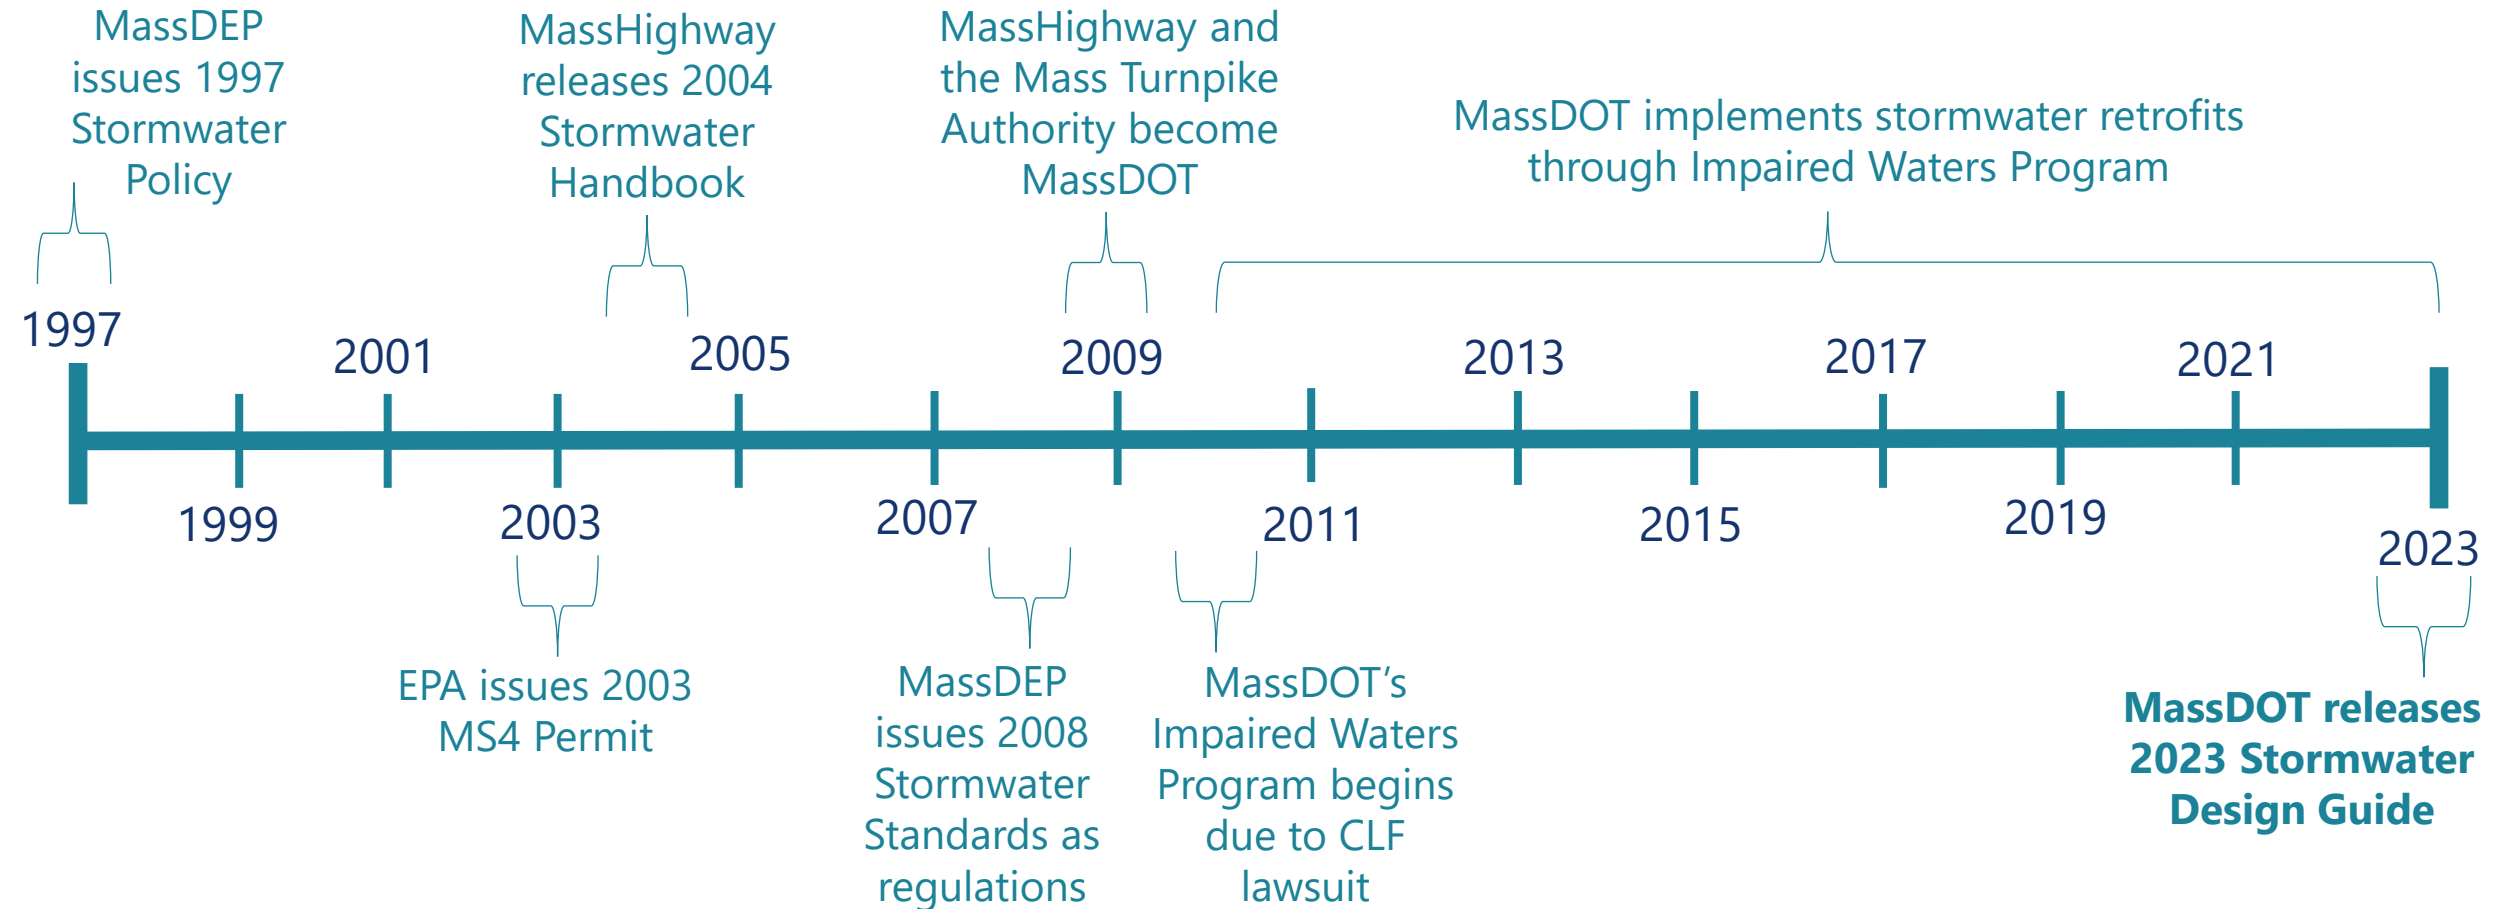 MassDEP
issues 1997
Stormwater
Policy
MassHighway
releases 2004
Stormwater
Handbook
MassHighway and
the Mass Turnpike
Authority become
MassDOT
MassDOT implements stormwater retrofits
through Impaired Waters Program
1997
2001
2005
2009
2013
2017
2021
1999
2003
2007
2011
2015
2019
2023
EPA issues 2003
MS4 Permit
MassDEP
issues 2008
Stormwater
Standards as
regulations
MassDOT’s
Impaired Waters
Program begins
due to CLF
lawsuit
MassDOT releases
2023 Stormwater
Design Guide